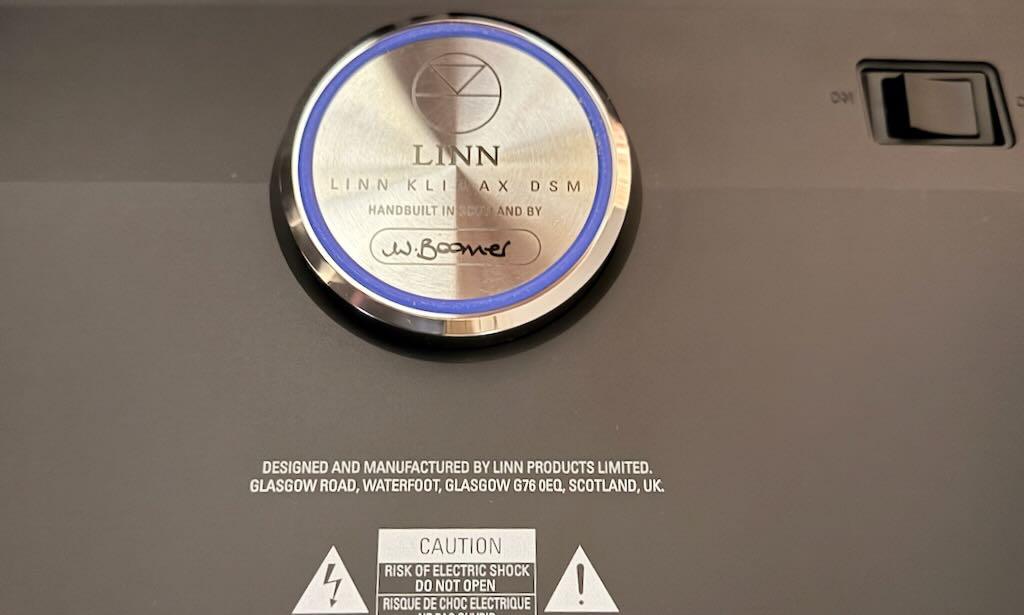 LINN
LINN KLIMAX DSM
HANDBUILT IN SCOTLAND BY
W. Boomer
DESIGNED AND MANUFACTURED BY LINN PRODUCTS LIMITED.
GLASGOW ROAD, WATERFOOT, GLASGOW G76 0EQ, SCOTLAND, UK.
CAUTION
RISK OF ELECTRIC SHOCK
DO NOT OPEN
RISQUE DE CHOC ELECTRIQUE